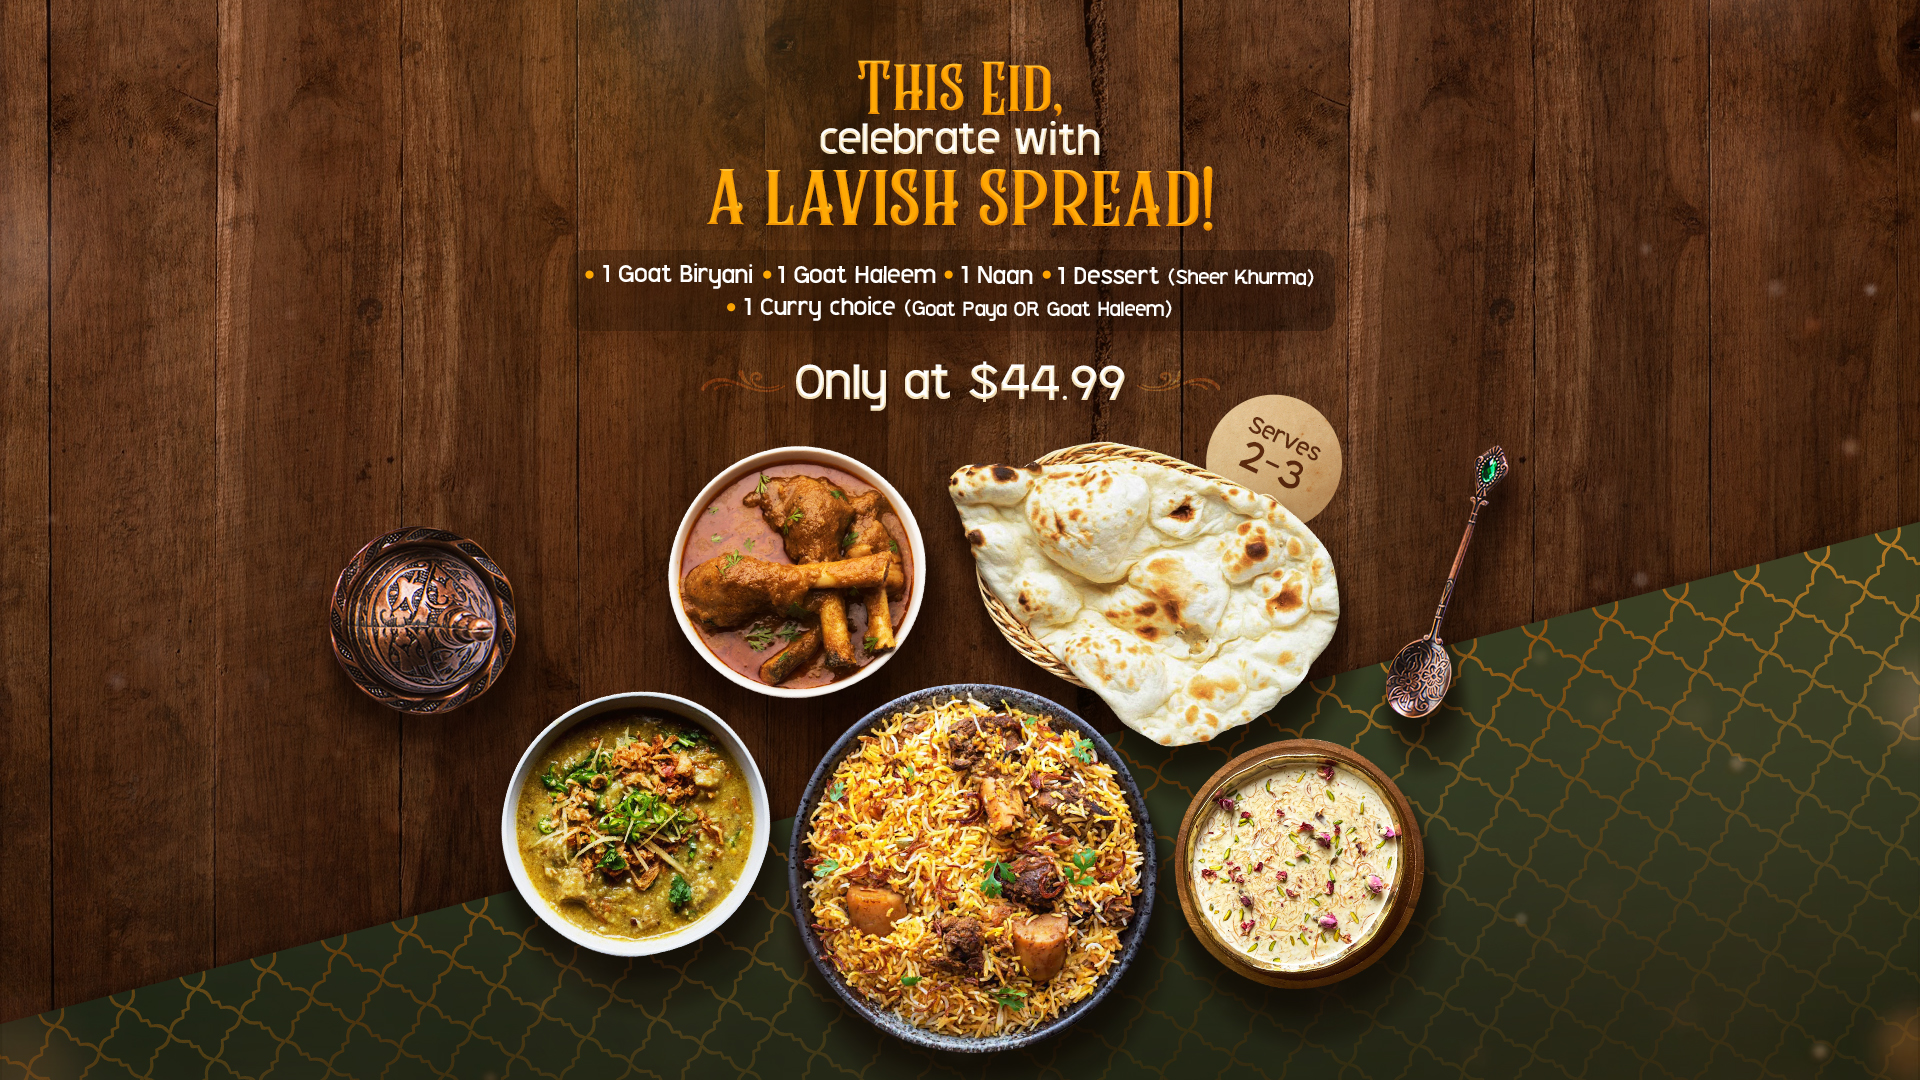 This Eid,
celebrate with
A LAVISH SPREAD!
• 1 Goat Biryani • 1 Goat Haleem • 1 Naan • 1 Dessert (Sheer Khurma)
• 1 Curry choice (Goat Paya OR Goat Haleem)
Only at $44.99
serves
2-3